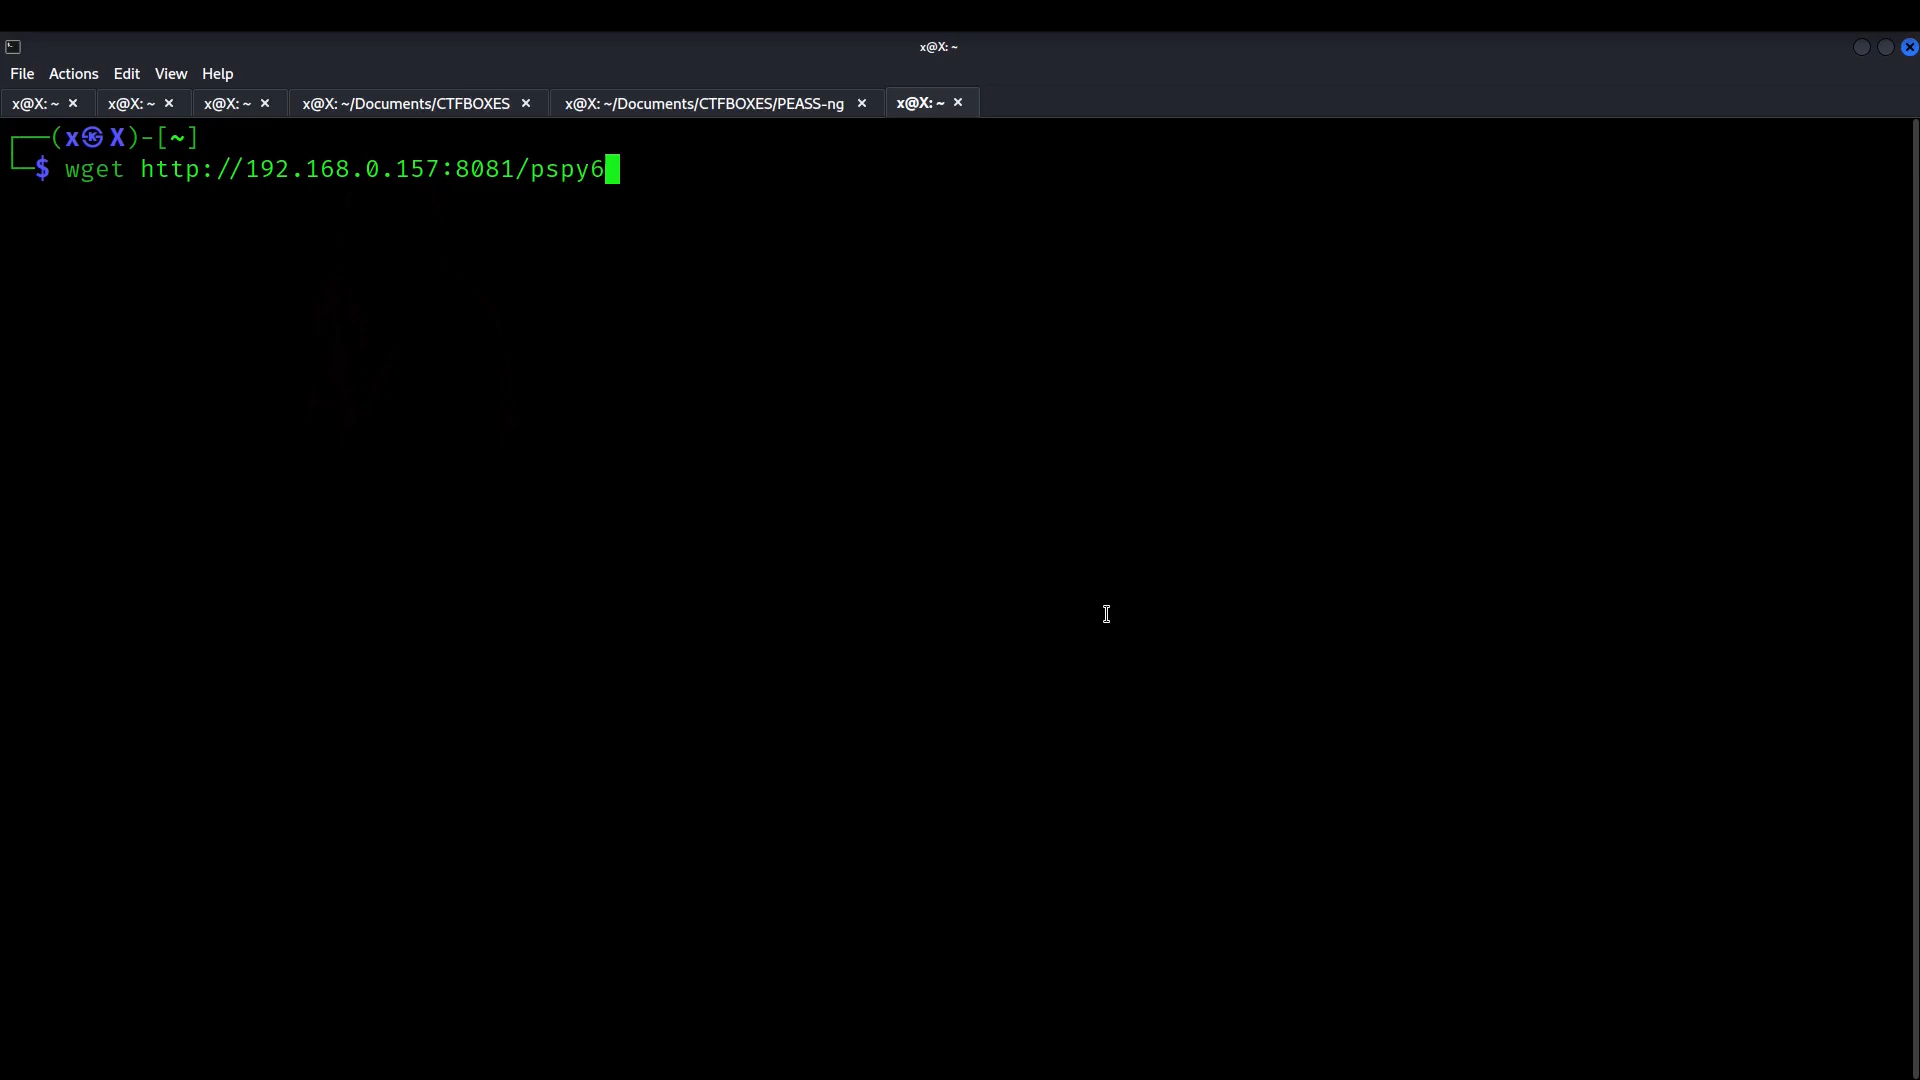 x@X: ~
File Actions Edit View Help
x@X: ~ × x@X: ~ × x@X: ~ × x@X: ~/Documents/CTFBOXES × x@X: ~/Documents/CTFBOXES/PEASS-ng × x@X: ~ ×
┌──(x㉿X)-[~]
└─$ wget http://192.168.0.157:8081/pspy6